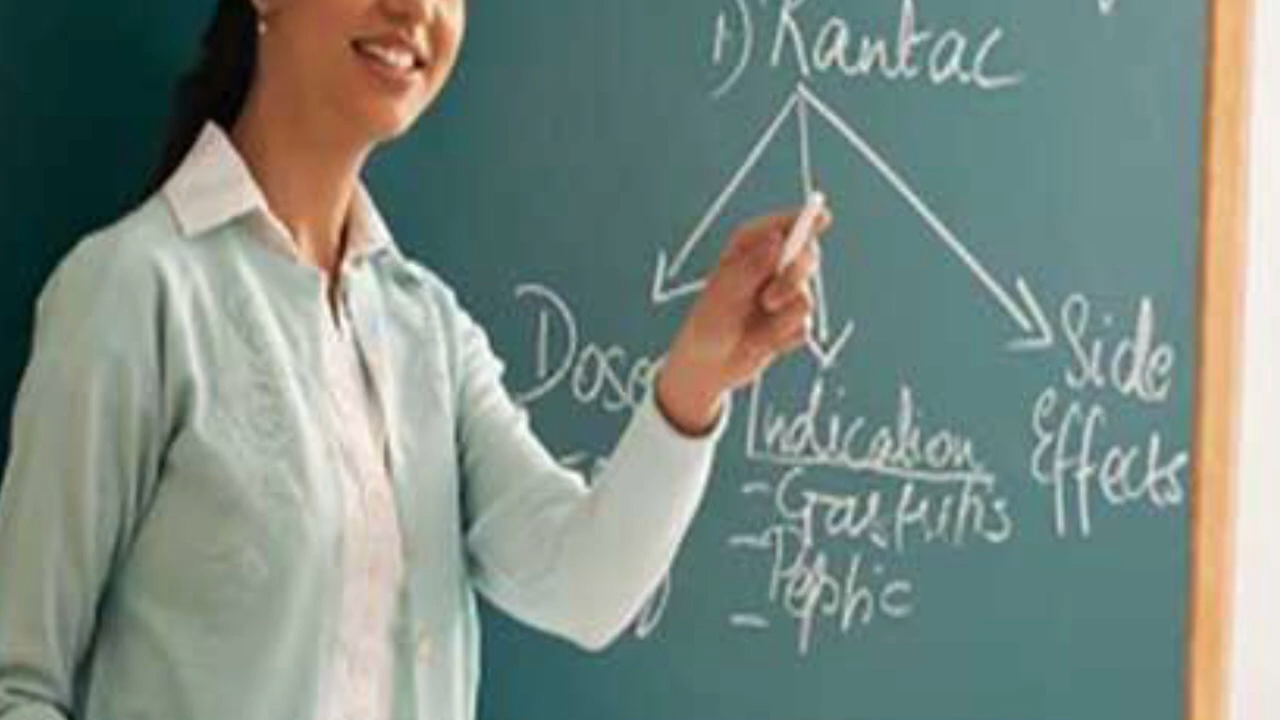 1) Rantac
Dose
Indication
- Gastritis
- Peptic
-
Side
Effects